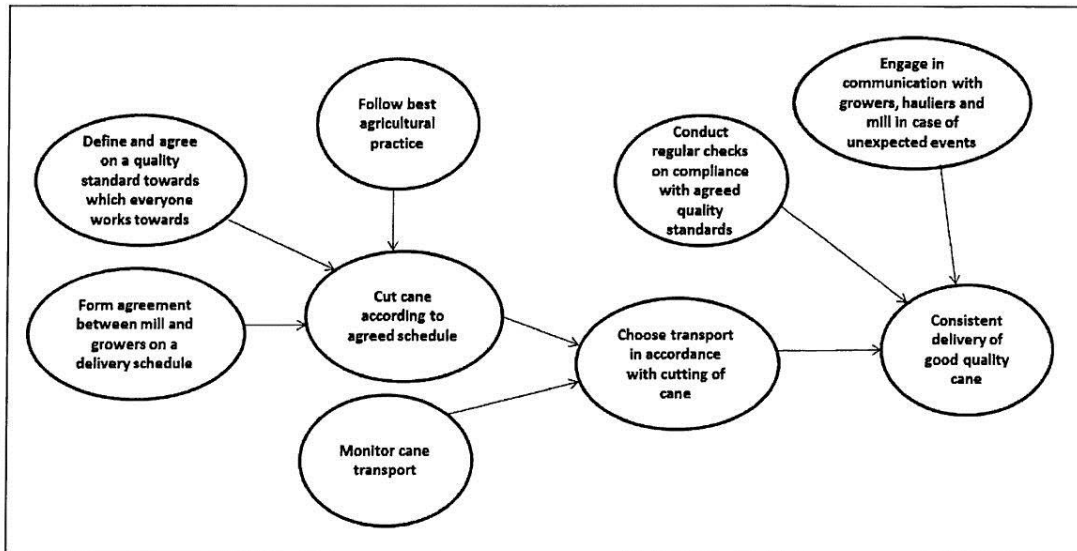 Define and agree
on a quality
standard towards
which everyone
works towards
Follow best
agricultural
practice
Conduct
regular checks
on compliance
with agreed
quality
standards
Engage in
communication with
growers, hauliers and
mill in case of
unexpected events
Form agreement
between mill and
growers on a
delivery schedule
Cut cane
according to
agreed schedule
Choose transport
in accordance
with cutting of
cane
Consistent
delivery of
good quality
cane
Monitor cane
transport